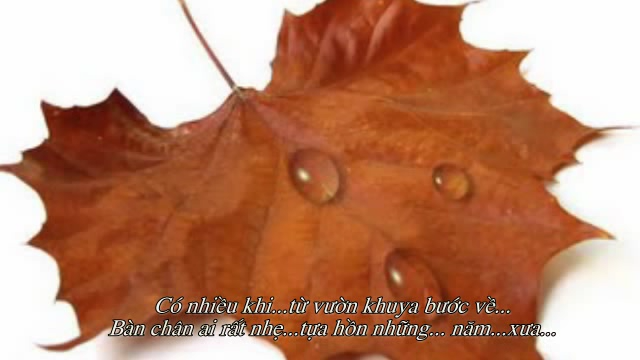 Có nhiều khi...từ vườn khuya bước về...
Bàn chân ai rất nhẹ...tựa hồn những... năm...xưa...